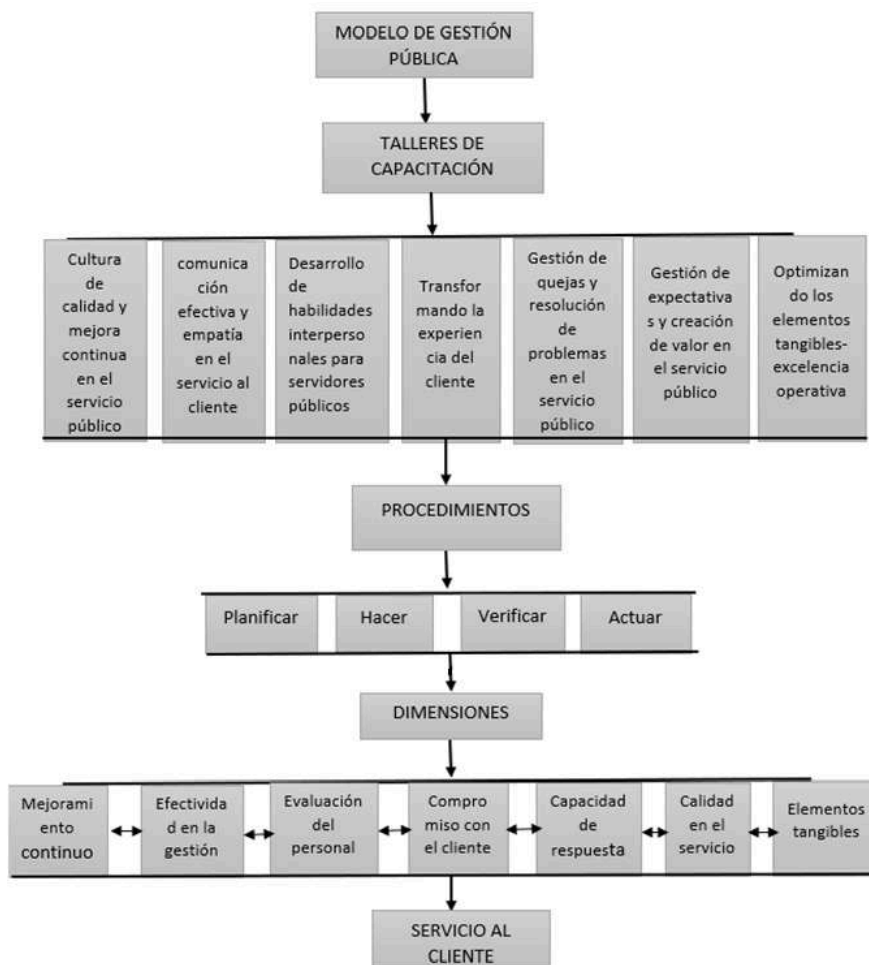 MODELO DE GESTIÓN
PÚBLICA
TALLERES DE
CAPACITACIÓN
Cultura
de
calidad y
mejora
continua
en el
servicio
público
comunica
ción
efectiva y
empatía
en el
servicio al
cliente
Desarrollo
de
habilidades
interperso
nales para
servidores
públicos
Transfor
mando la
experien
cia del
cliente
Gestión de
quejas y
resolución
de
problemas
en el
servicio
público
Gestión de
expectativa
s y creación
de valor en
el servicio
público
Optimizan
do los
elementos
tangibles-
excelencia
operativa
PROCEDIMIENTOS
Planificar
Hacer
Verificar
Actuar
DIMENSIONES
Mejorami
ento
continuo
Efectivida
d en la
gestión
Evaluación
del
personal
Compro
miso con
el cliente
Capacidad
de
respuesta
Calidad
en el
servicio
Elementos
tangibles
SERVICIO AL
CLIENTE